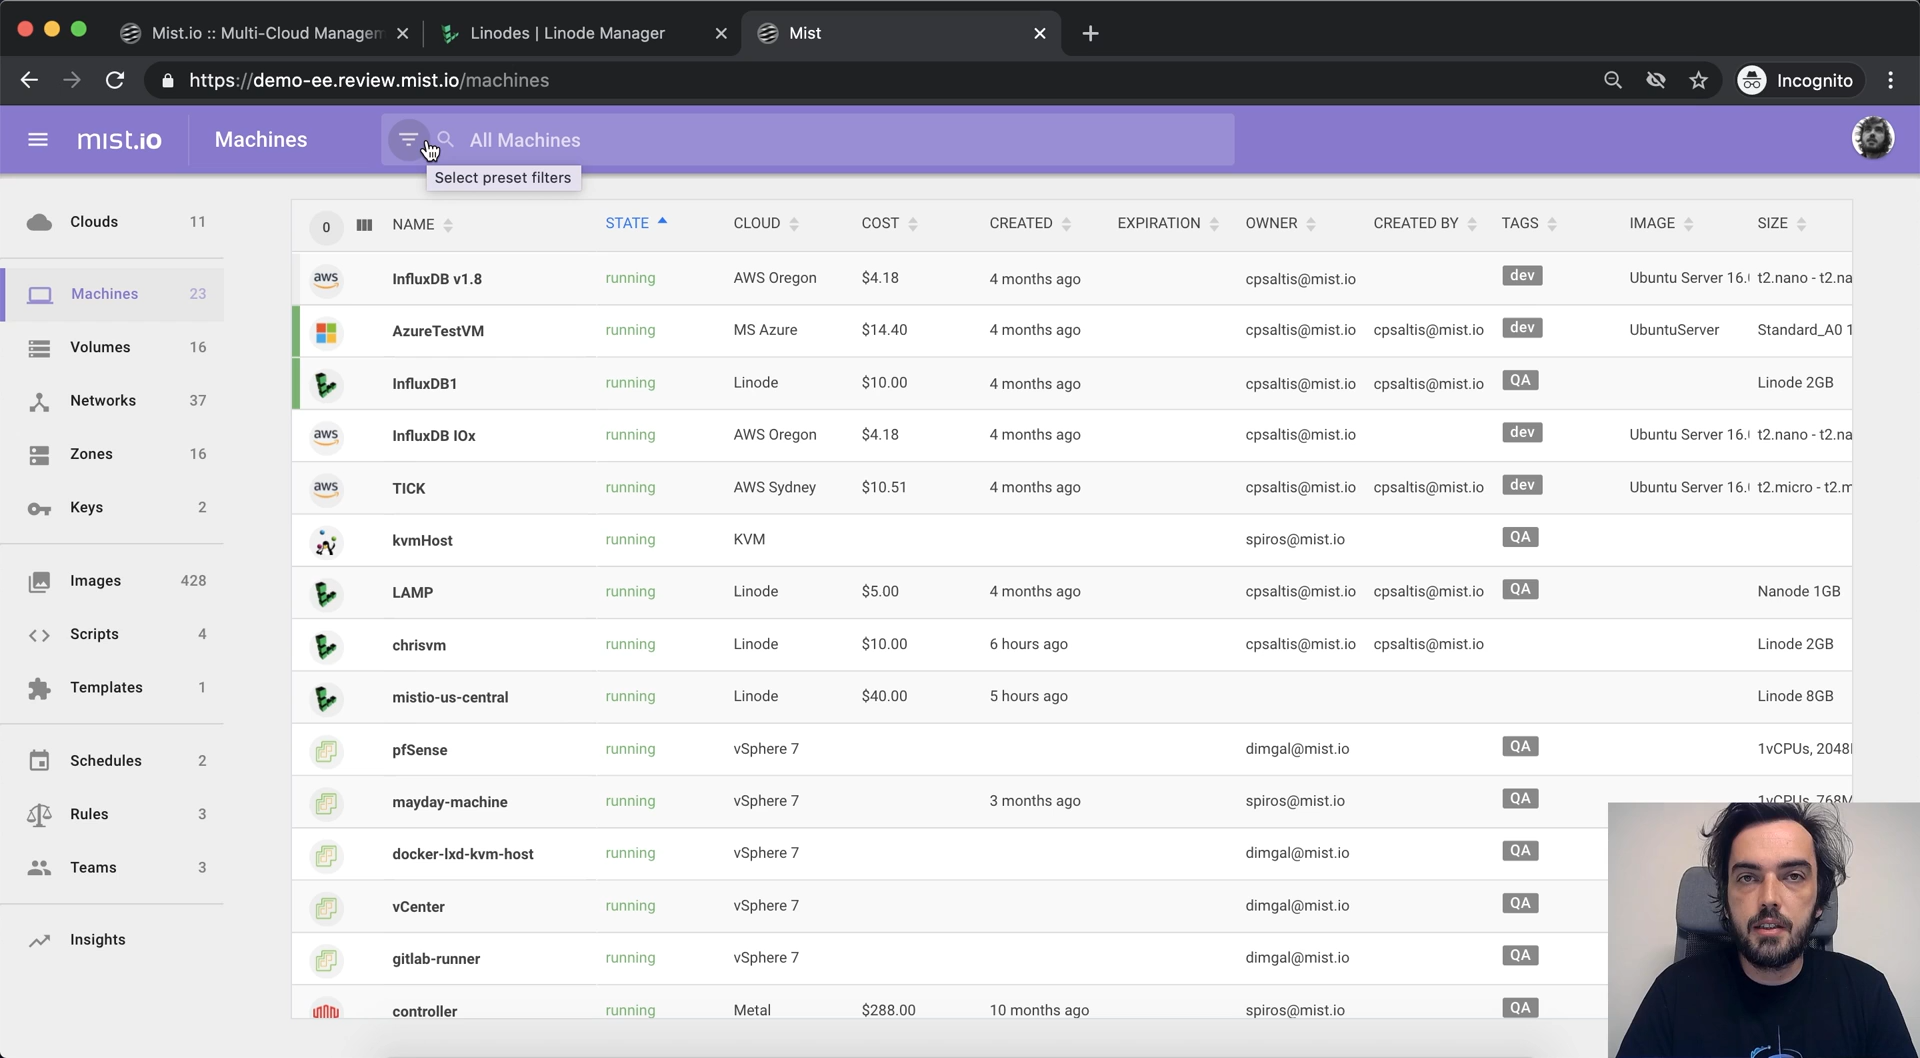 Mist.io :: Multi-Cloud Managem
Linodes | Linode Manager
Mist
https://demo-ee.review.mist.io/machines
Incognito
mist.io
Machines
All Machines
Select preset filters
Clouds 11
Machines 23
Volumes 16
Networks 37
Zones 16
Keys 2
Images 428
Scripts 4
Templates 1
Schedules 2
Rules 3
Teams 3
Insights
0 NAME STATE CLOUD COST CREATED EXPIRATION OWNER CREATED BY TAGS IMAGE SIZE
aws InfluxDB v1.8 running AWS Oregon $4.18 4 months ago cpsaltis@mist.io dev Ubuntu Server 16. t2.nano - t2.na
AzureTestVM running MS Azure $14.40 4 months ago cpsaltis@mist.io cpsaltis@mist.io dev UbuntuServer Standard_A0 1
InfluxDB1 running Linode $10.00 4 months ago cpsaltis@mist.io cpsaltis@mist.io QA Linode 2GB
aws InfluxDB IOx running AWS Oregon $4.18 4 months ago cpsaltis@mist.io dev Ubuntu Server 16. t2.nano - t2.na
aws TICK running AWS Sydney $10.51 4 months ago cpsaltis@mist.io cpsaltis@mist.io dev Ubuntu Server 16. t2.micro - t2.m
kvmHost running KVM spiros@mist.io QA
LAMP running Linode $5.00 4 months ago cpsaltis@mist.io cpsaltis@mist.io QA Nanode 1GB
chrisvm running Linode $10.00 6 hours ago cpsaltis@mist.io cpsaltis@mist.io Linode 2GB
mistio-us-central running Linode $40.00 5 hours ago Linode 8GB
pfSense running vSphere 7 dimgal@mist.io QA 1vCPUs, 2048
mayday-machine running vSphere 7 3 months ago spiros@mist.io QA 1vCPUs, 768M
docker-lxd-kvm-host running vSphere 7 dimgal@mist.io QA
vCenter running vSphere 7 dimgal@mist.io QA
gitlab-runner running vSphere 7 dimgal@mist.io QA
controller running Metal $288.00 10 months ago spiros@mist.io QA